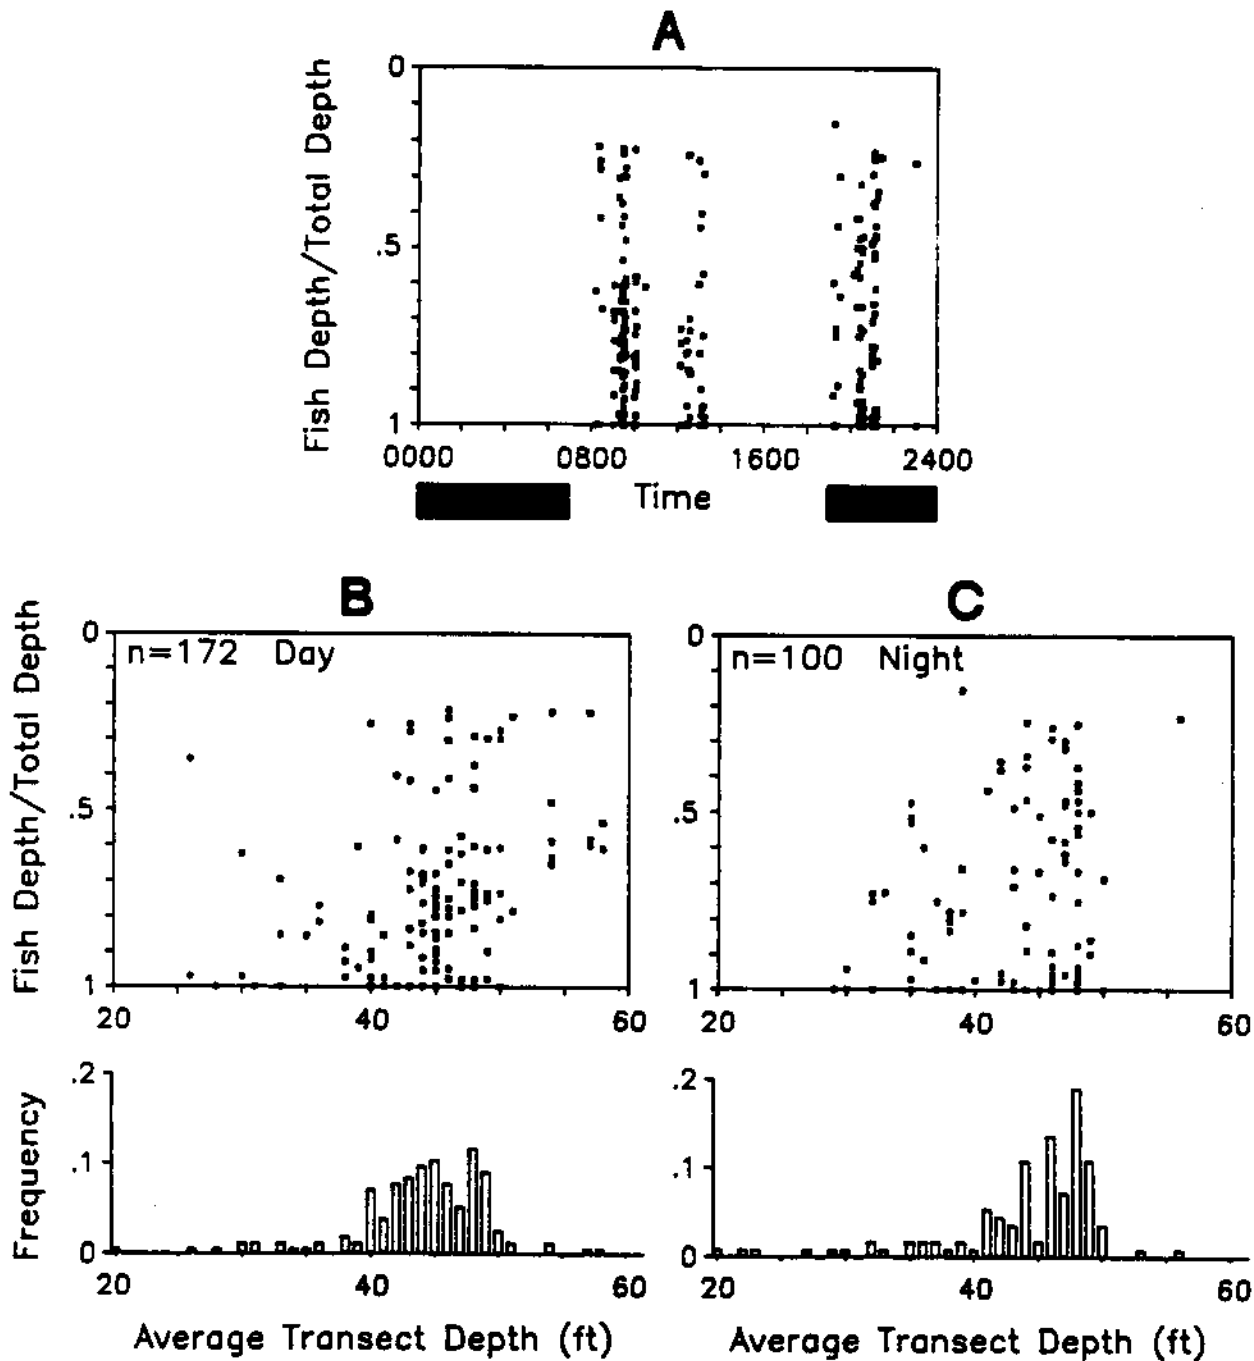 A
Fish Depth/Total Depth
0
.5
1
0000 0800 1600 2400
Time
B
Fish Depth/Total Depth
0
.5
1
n=172 Day
20 40 60
Frequency
.2
.1
0
20 40 60
Average Transect Depth (ft)
C
0
.5
1
n=100 Night
20 40 60
.2
.1
0
20 40 60
Average Transect Depth (ft)